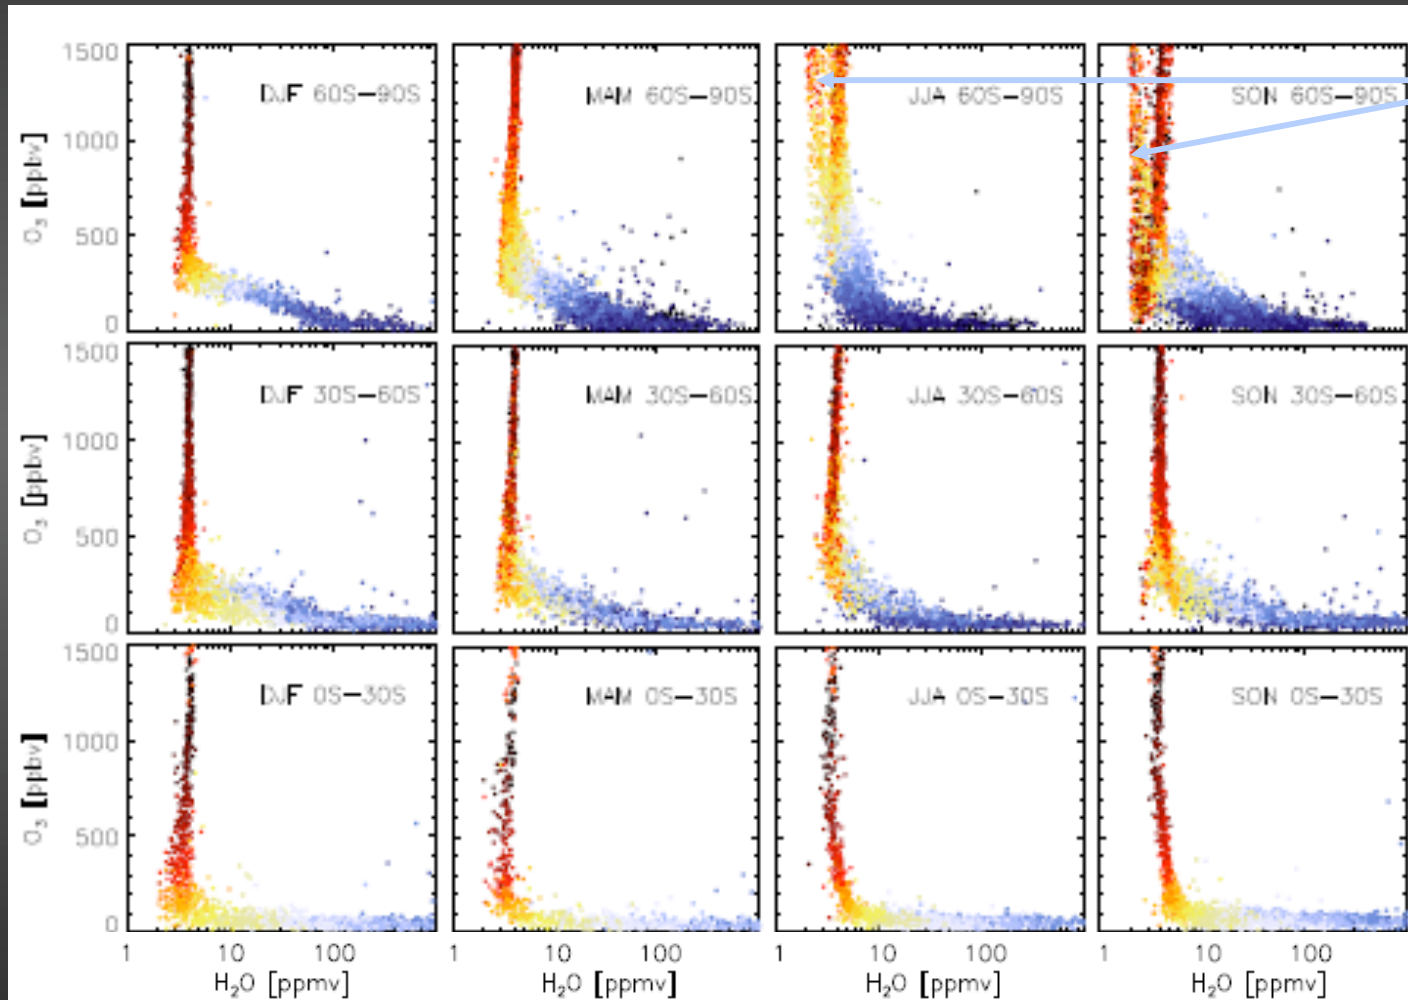 1500
1000
500
0
O₃ [ppbv]
DJF 60S–90S
MAM 60S–90S
JJA 60S–90S
SON 60S–90S
1500
1000
500
0
O₃ [ppbv]
DJF 30S–60S
MAM 30S–60S
JJA 30S–60S
SON 30S–60S
1500
1000
500
0
O₃ [ppbv]
DJF 0S–30S
MAM 0S–30S
JJA 0S–30S
SON 0S–30S
1 10 100
1 10 100
1 10 100
1 10 100
H₂O [ppmv]
H₂O [ppmv]
H₂O [ppmv]
H₂O [ppmv]